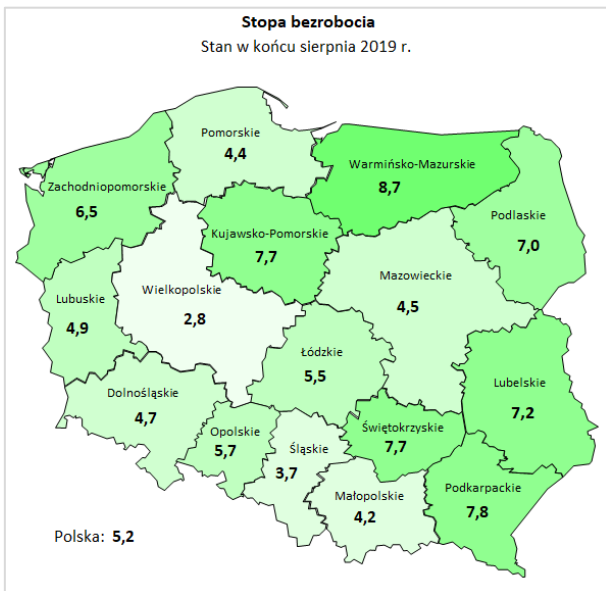 Stopa bezrobocia
Stan w końcu sierpnia 2019 r.
Pomorskie
4,4
Warmińsko-Mazurskie
8,7
Zachodniopomorskie
6,5
Podlaskie
7,0
Kujawsko-Pomorskie
7,7
Mazowieckie
4,5
Wielkopolskie
2,8
Lubuskie
4,9
Łódzkie
5,5
Lubelskie
7,2
Dolnośląskie
4,7
Opolskie
5,7
Śląskie
3,7
Świętokrzyskie
7,7
Małopolskie
4,2
Podkarpackie
7,8
Polska: 5,2